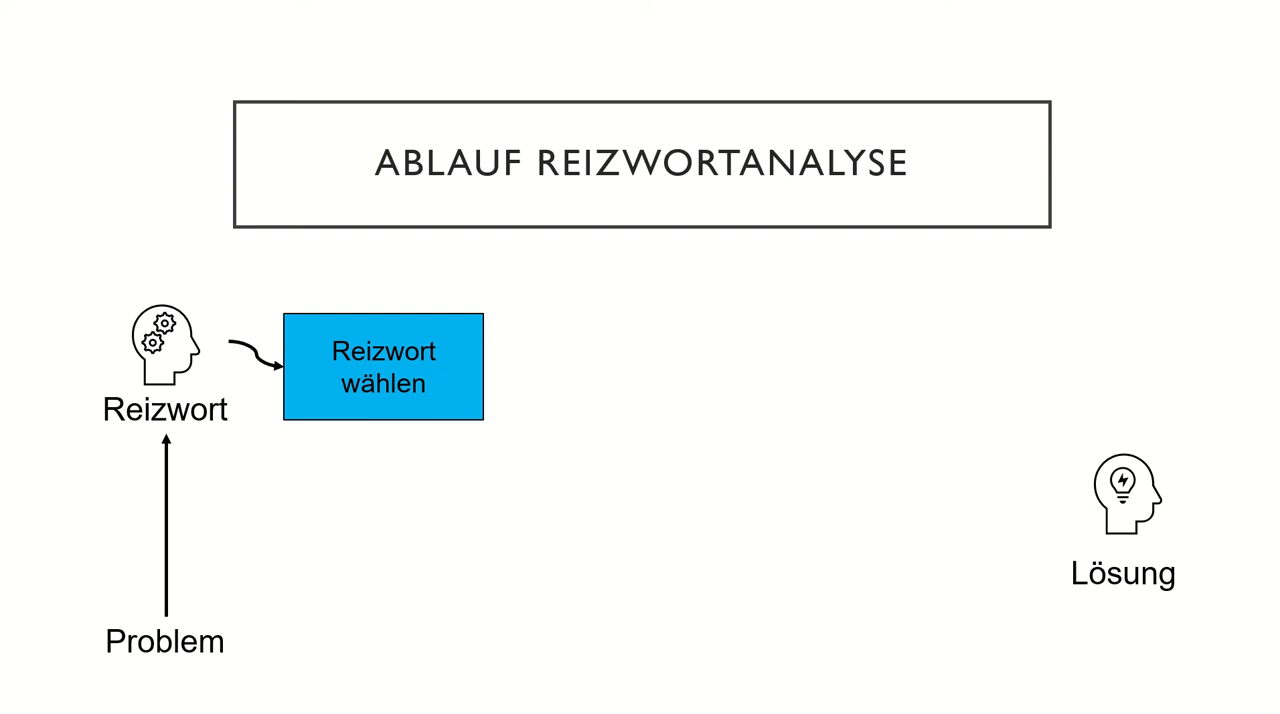 ABLAUF REIZWORTANALYSE
Reizwort
wählen
Reizwort
Lösung
Problem